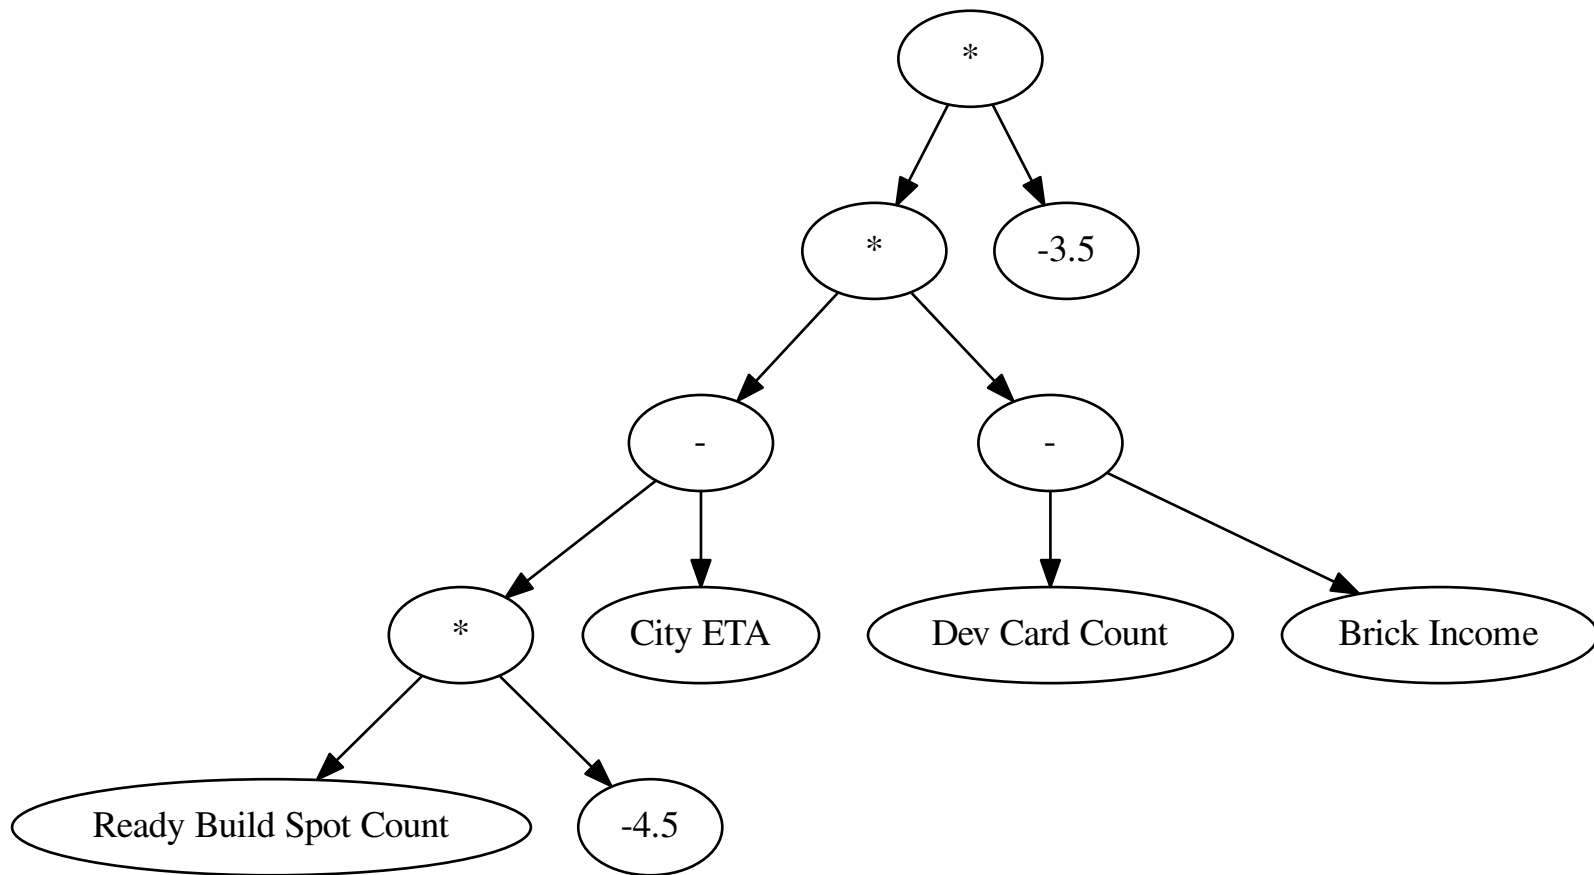 *
*
-3.5
-
-
*
City ETA
Dev Card Count
Brick Income
Ready Build Spot Count
-4.5